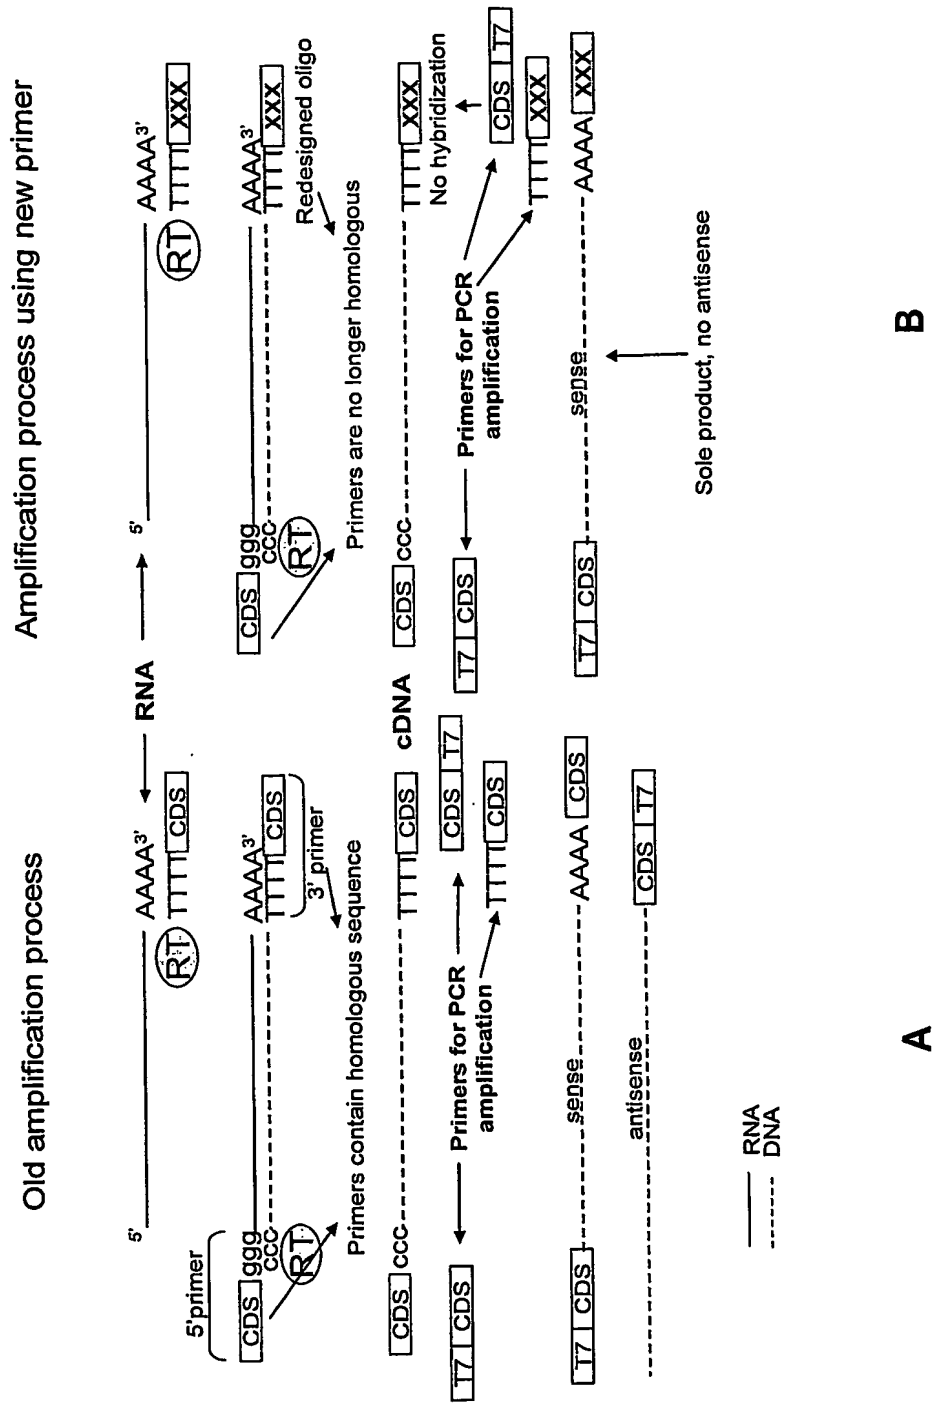 Old amplification process
5'
AAAA3'
RT
TTTT CDS
5'primer
CDS ggg
AAAA3'
ccc
TTTT CDS
RT
3' primer
Primers contain homologous sequence
CDS ccc
TTTT CDS
T7 CDS
Primers for PCR
amplification
CDS T7
TTTT CDS
T7 CDS
sense
AAAA CDS
antisense
CDS T7
RNA
DNA
A
RNA
cDNA
Amplification process using new primer
5'
AAAA3'
RT
TTTT XXX
CDS ggg
AAAA3'
ccc
TTTT XXX
RT
Redesigned oligo
Primers are no longer homologous
CDS ccc
TTTT XXX
No hybridization
T7 CDS
Primers for PCR
amplification
CDS T7
TTTT XXX
T7 CDS
sense
AAAA XXX
Sole product, no antisense
B